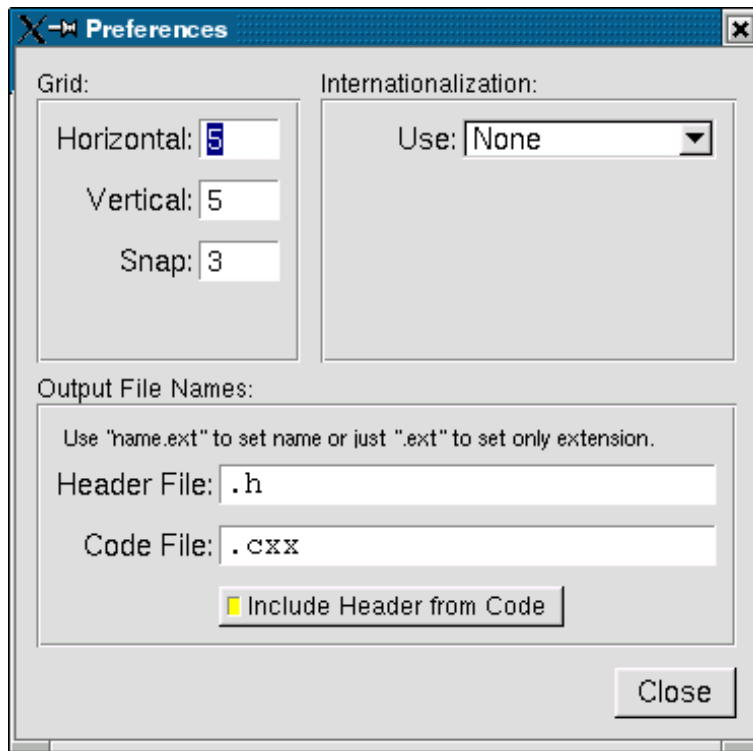 Preferences
Grid:
Horizontal: 5
Vertical: 5
Snap: 3
Internationalization:
Use: None
Output File Names:
Use "name.ext" to set name or just ".ext" to set only extension.
Header File: .h
Code File: .cxx
Include Header from Code
Close